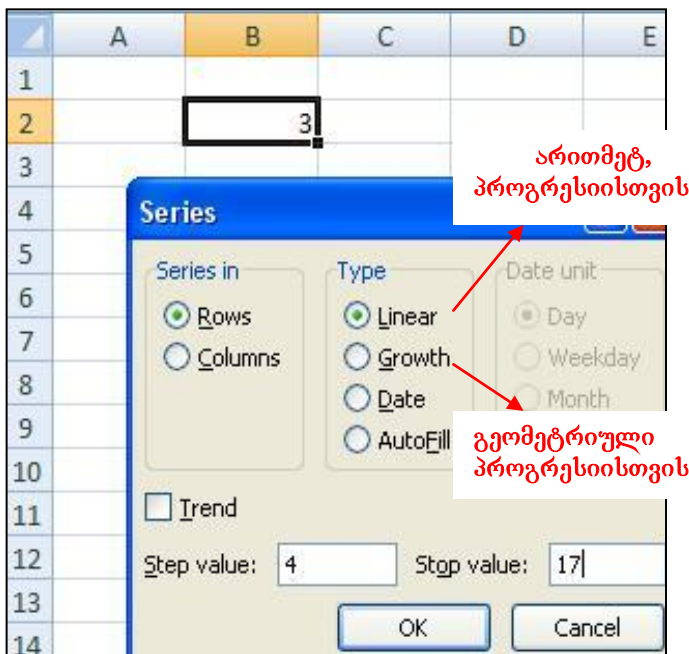 A B C D E
1
2 3
3
არითმეტ,
პროგრესიისთვის
4
Series
5
Series in Type Date unit
6
Rows Linear Day
7
Columns Growth Weekday
8
Date Month
9
AutoFill
გეომეტრიული
პროგრესიისთვის
10
11
Trend
12
Step value: 4 Stop value: 17
13
OK Cancel
14